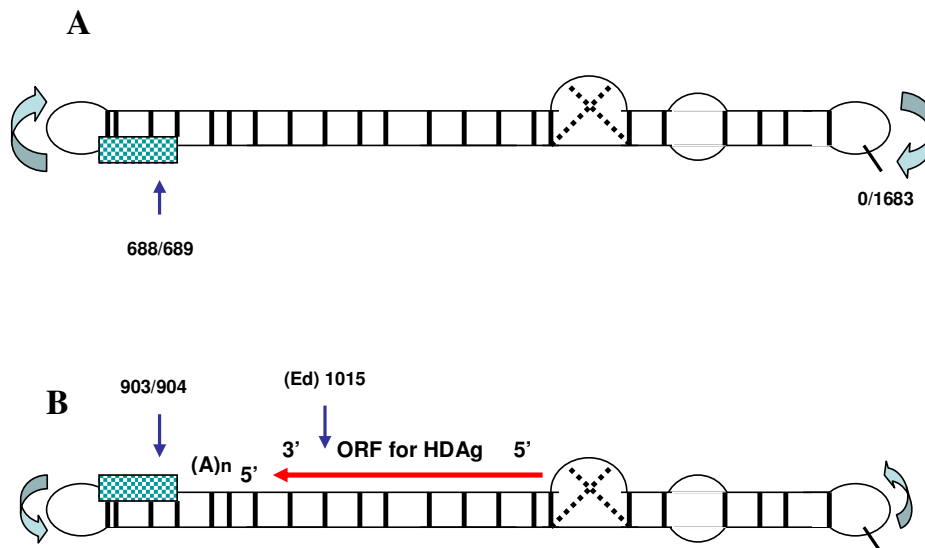 A
0/1683
688/689
903/904
(Ed) 1015
B
3’ ORF for HDAg 5’
(A)n 5’